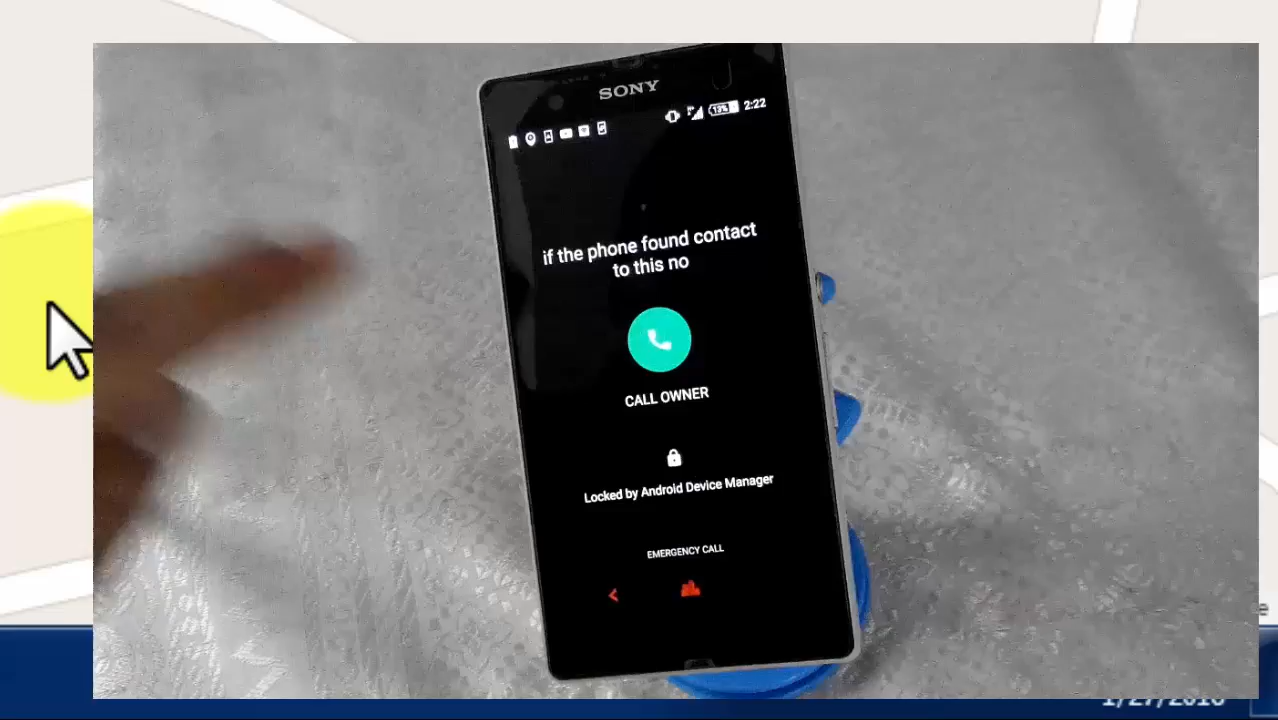 SONY
13% 2:22
if the phone found contact
to this no
CALL OWNER
Locked by Android Device Manager
EMERGENCY CALL